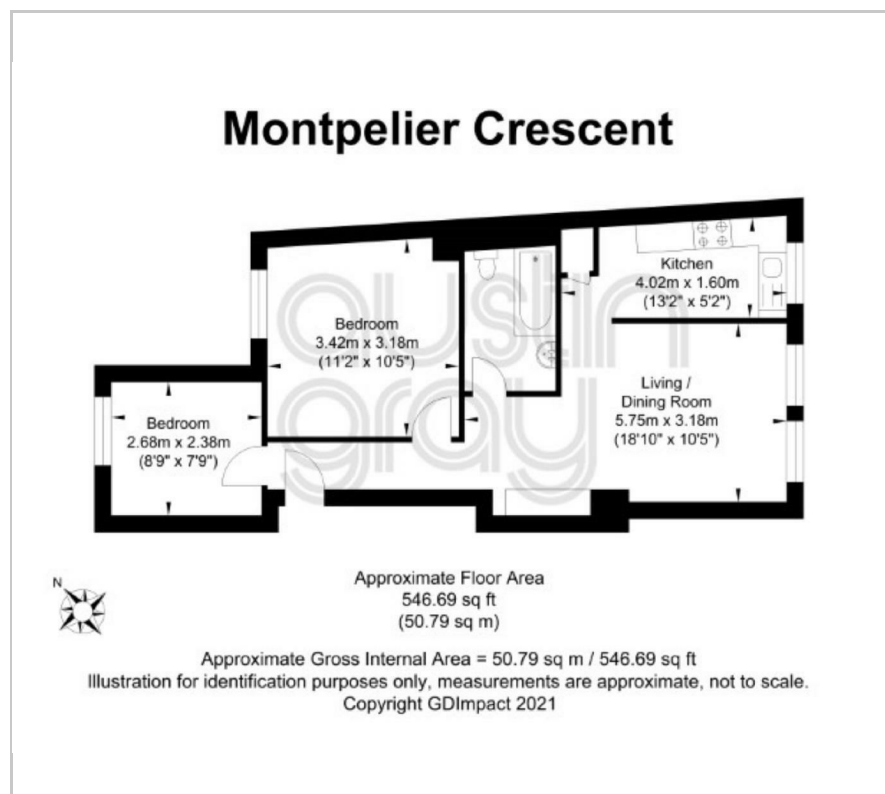 Montpelier Crescent
Kitchen
4.02m x 1.60m
(13'2" x 5'2")
Bedroom
3.42m x 3.18m
(11'2" x 10'5")
Living /
Dining Room
5.75m x 3.18m
(18'10" x 10'5")
Bedroom
2.68m x 2.38m
(8'9" x 7'9")
austin
gray
N
Approximate Floor Area
546.69 sq ft
(50.79 sq m)
Approximate Gross Internal Area = 50.79 sq m / 546.69 sq ft
Illustration for identification purposes only, measurements are approximate, not to scale.
Copyright GDImpact 2021